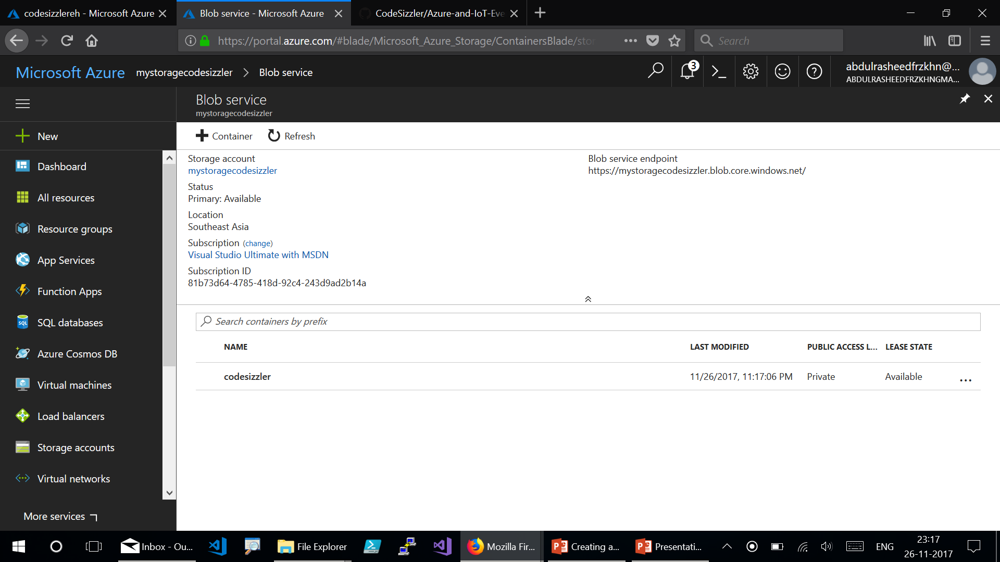 codesizzlereh - Microsoft Azure
Blob service - Microsoft Azure
CodeSizzler/Azure-and-IoT-Eve
https://portal.azure.com/#blade/Microsoft_Azure_Storage/ContainersBlade/stor
Search
Microsoft Azure mystoragecodesizzler > Blob service
3
abdulrasheedfrzkhn@...
ABDULRASHEEDFRZKHNGMA...
Blob service
mystoragecodesizzler
New
Dashboard
All resources
Resource groups
App Services
Function Apps
SQL
SQL databases
Azure Cosmos DB
Virtual machines
Load balancers
Storage accounts
Virtual networks
More services
Container
Refresh
Storage account
mystoragecodesizzler
Status
Primary: Available
Location
Southeast Asia
Subscription (change)
Visual Studio Ultimate with MSDN
Subscription ID
81b73d64-4785-418d-92c4-243d9ad2b14a
Blob service endpoint
https://mystoragecodesizzler.blob.core.windows.net/
Search containers by prefix
NAME LAST MODIFIED PUBLIC ACCESS L... LEASE STATE
codesizzler 11/26/2017, 11:17:06 PM Private Available ...
Inbox - Ou...
File Explorer
Mozilla Fir...
Creating a...
Presentati...
ENG
23:17
26-11-2017